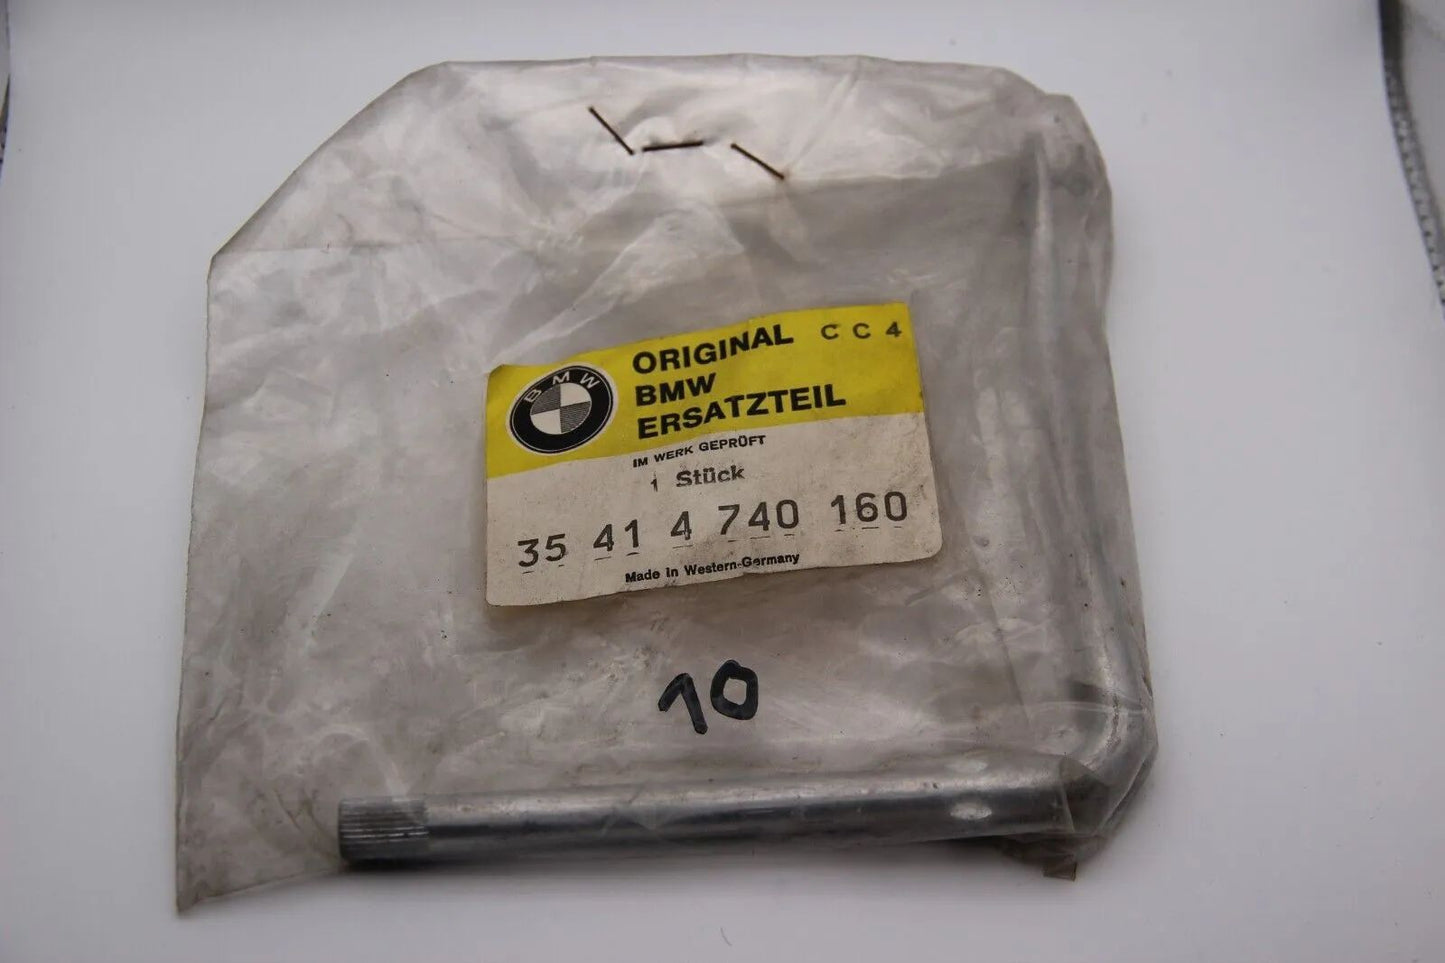 BMW
ORIGINAL CC4
BMW
ERSATZTEIL
IM WERK GEPRÜFT
1 Stück
35 41 4 740 160
Made in Western-Germany
10